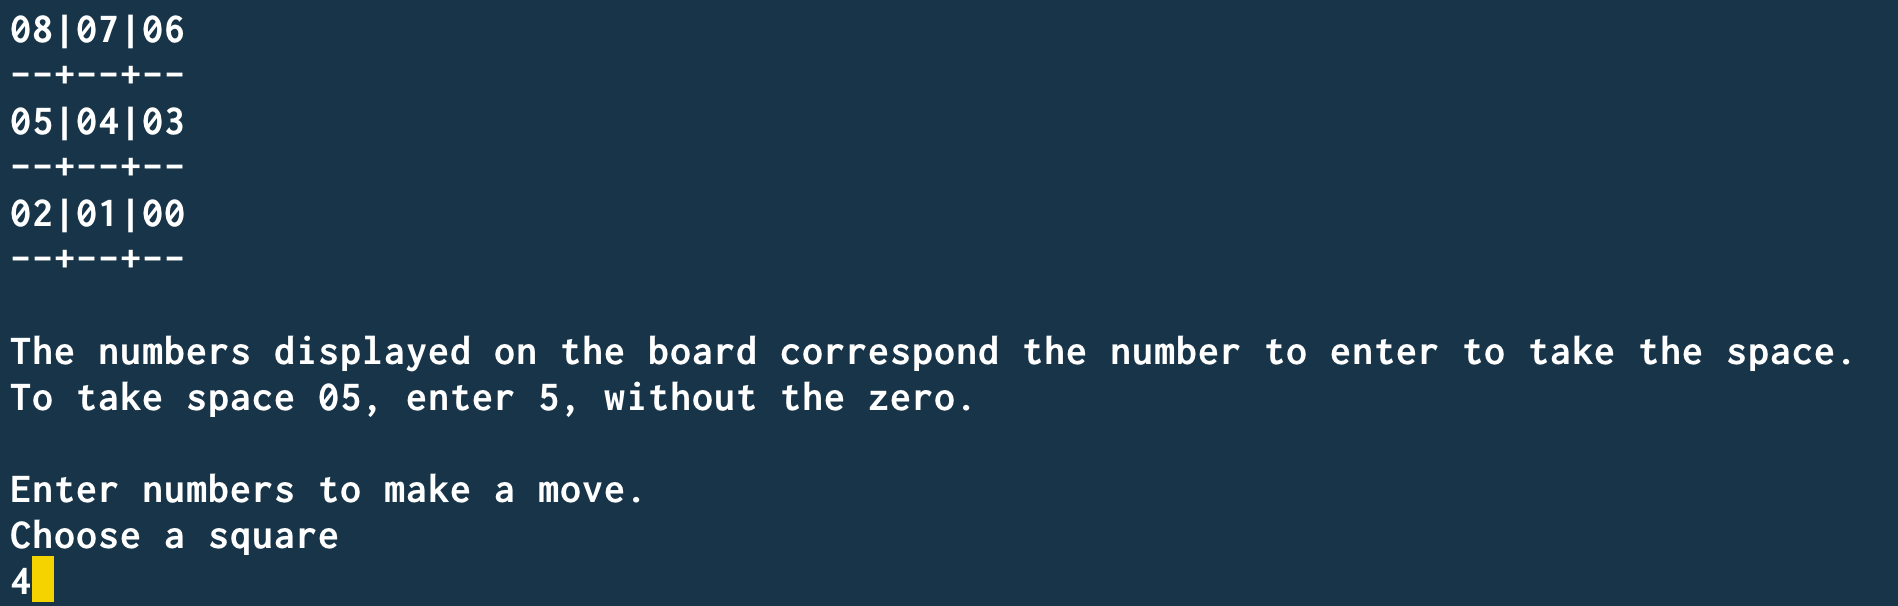 08|07|06
--+--+--
05|04|03
--+--+--
02|01|00
--+--+--
The numbers displayed on the board correspond the number to enter to take the space.
To take space 05, enter 5, without the zero.
Enter numbers to make a move.
Choose a square
4